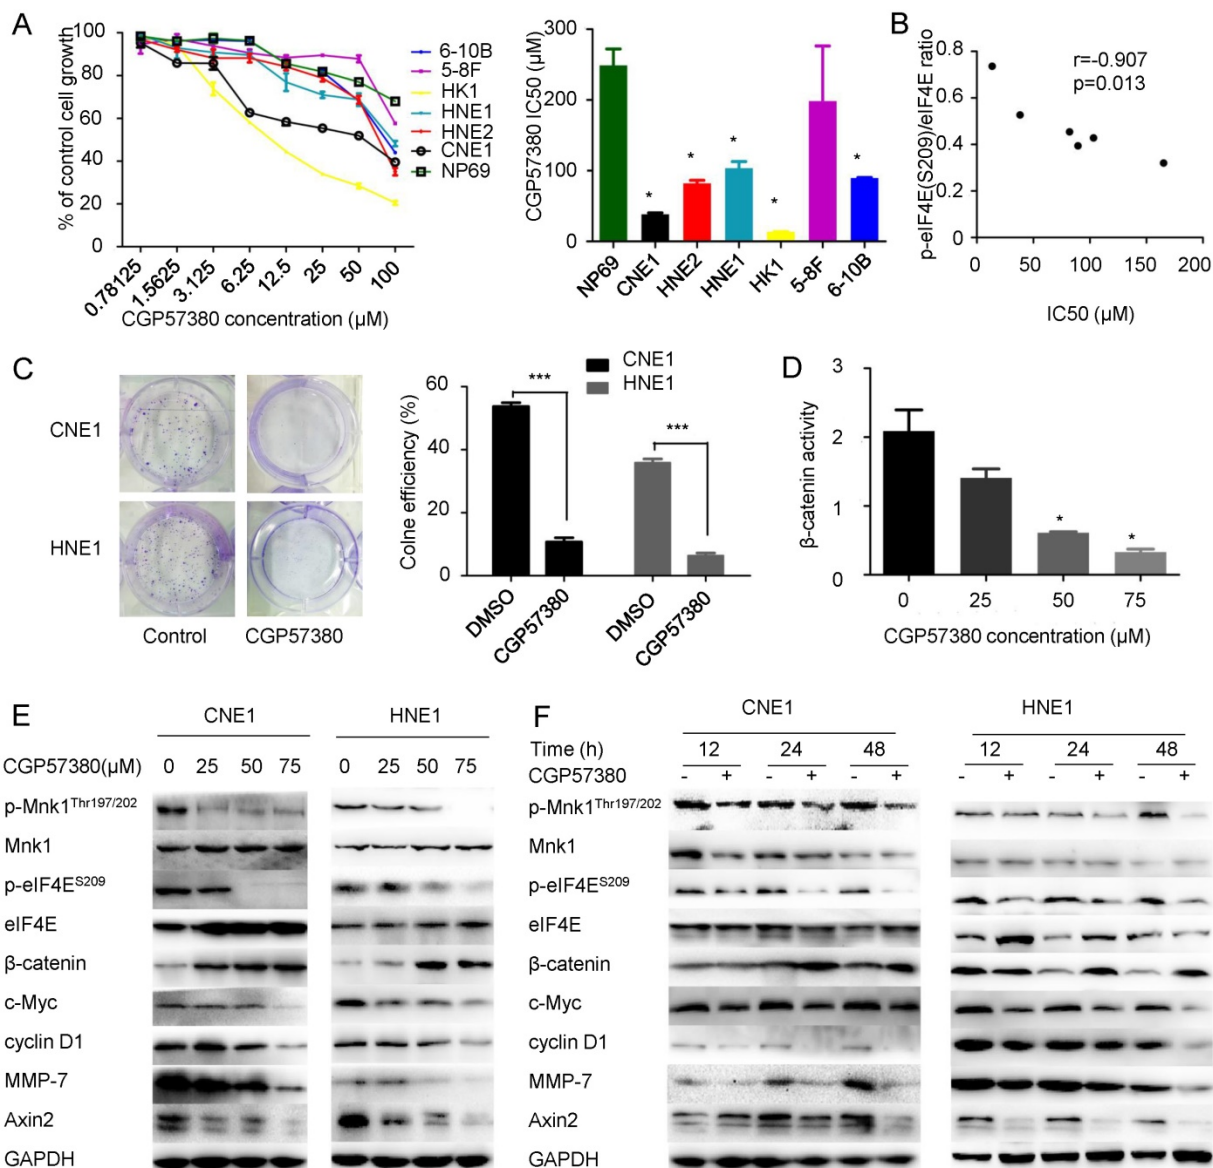 A
% of control cell growth
100
80
60
40
20
0
0.78125
1.5625
3.125
6.25
12.5
25
50
100
CGP57380 concentration (μM)
6-10B
5-8F
HK1
HNE1
HNE2
CNE1
NP69
CGP57380 IC50 (μM)
300
200
100
0
* * * * *
NP69
CNE1
HNE2
HNE1
HK1
5-8F
6-10B
B
p-eIF4E(S209)/eIF4E ratio
0.8
0.6
0.4
0.2
0
r=-0.907
p=0.013
0 50 100 150 200
IC50 (μM)
C
CNE1
HNE1
Control CGP57380
Colne efficiency (%)
60
40
20
0
CNE1
HNE1
***
***
DMSO
CGP57380
DMSO
CGP57380
D
β-catenin activity
3
2
1
0
* *
0 25 50 75
CGP57380 concentration (μM)
E
CNE1 HNE1
CGP57380(μM) 0 25 50 75 0 25 50 75
p-Mnk1Thr197/202
Mnk1
p-eIF4ES209
eIF4E
β-catenin
c-Myc
cyclin D1
MMP-7
Axin2
GAPDH
F
CNE1 HNE1
Time (h) 12 24 48 12 24 48
CGP57380 - + - + - + - + - + - +
p-Mnk1Thr197/202
Mnk1
p-eIF4ES209
eIF4E
β-catenin
c-Myc
cyclin D1
MMP-7
Axin2
GAPDH